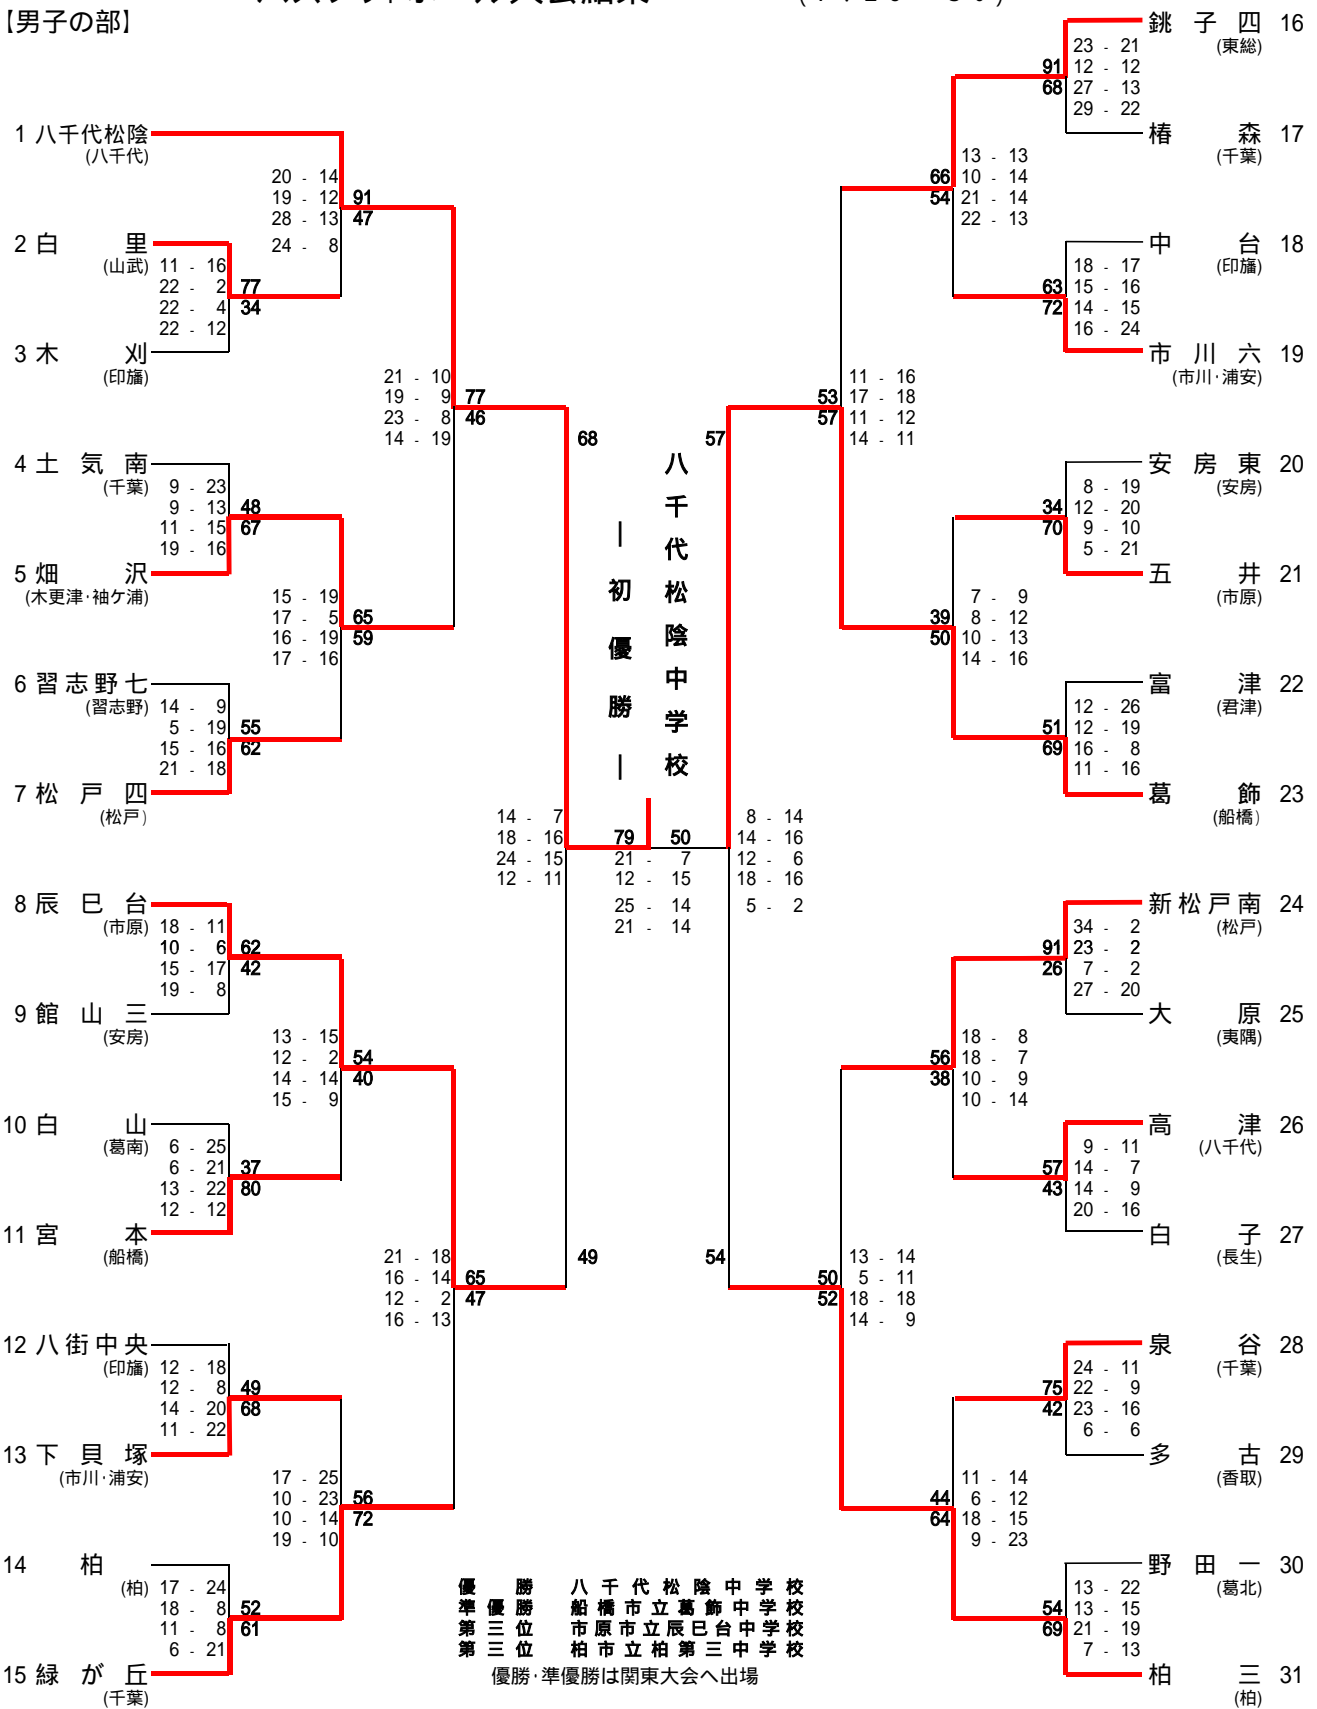 【男子の部】
1 八千代松陰
(八千代)
20 - 14
19 - 12
28 - 13
24 - 8
91
47
2 白里
(山武)
11 - 16
22 - 2
22 - 4
22 - 12
77
34
3 木刈
(印旛)
21 - 10
19 - 9
23 - 8
14 - 19
77
46
4 土気南
(千葉)
9 - 23
9 - 13
11 - 15
19 - 16
48
67
5 畑沢
(木更津･袖ケ浦)
15 - 19
17 - 5
16 - 19
17 - 16
65
59
6 習志野七
(習志野)
14 - 9
5 - 19
15 - 16
21 - 18
55
62
7 松戸四
(松戸)
14 - 7
18 - 16
24 - 15
12 - 11
68
49
8 辰巳台
(市原)
18 - 11
10 - 6
15 - 17
19 - 8
62
42
9 館山三
(安房)
13 - 15
12 - 2
14 - 14
15 - 9
54
40
10 白山
(葛南)
6 - 25
6 - 21
13 - 22
12 - 12
37
80
11 宮本
(船橋)
21 - 18
16 - 14
12 - 2
16 - 13
65
47
12 八街中央
(印旛)
12 - 18
12 - 8
14 - 20
11 - 22
49
68
13 下貝塚
(市川･浦安)
17 - 25
10 - 23
10 - 14
19 - 10
56
72
14 柏
(柏)
17 - 24
18 - 8
11 - 8
6 - 21
52
61
15 緑が丘
(千葉)
八千代松陰中学校
―初優勝―
79 50
21 - 7
12 - 15
25 - 14
21 - 14
銚子四 16
(東総)
23 - 21
12 - 12
27 - 13
29 - 22
91
68
椿森 17
(千葉)
13 - 13
10 - 14
21 - 14
22 - 13
66
54
中台 18
(印旛)
18 - 17
15 - 16
14 - 15
16 - 24
63
72
市川六 19
(市川･浦安)
11 - 16
17 - 18
11 - 12
14 - 11
53
57
安房東 20
(安房)
8 - 19
12 - 20
9 - 10
5 - 21
34
70
五井 21
(市原)
7 - 9
8 - 12
10 - 13
14 - 16
39
50
富津 22
(君津)
12 - 26
12 - 19
16 - 8
11 - 16
51
69
葛飾 23
(船橋)
8 - 14
14 - 16
12 - 6
18 - 16
5 - 2
57
54
新松戸南 24
(松戸)
34 - 2
23 - 2
7 - 2
27 - 20
91
26
大原 25
(夷隅)
18 - 8
18 - 7
10 - 9
10 - 14
56
38
高津 26
(八千代)
9 - 11
14 - 7
14 - 9
20 - 16
57
43
白子 27
(長生)
13 - 14
5 - 11
18 - 18
14 - 9
50
52
泉谷 28
(千葉)
24 - 11
22 - 9
23 - 16
6 - 6
75
42
多古 29
(香取)
11 - 14
6 - 12
18 - 15
9 - 23
44
64
野田一 30
(葛北)
13 - 22
13 - 15
21 - 19
7 - 13
54
69
柏三 31
(柏)
優勝 八千代松陰中学校
準優勝 船橋市立葛飾中学校
第三位 市原市立辰巳台中学校
第三位 柏市立柏第三中学校
優勝･準優勝は関東大会へ出場